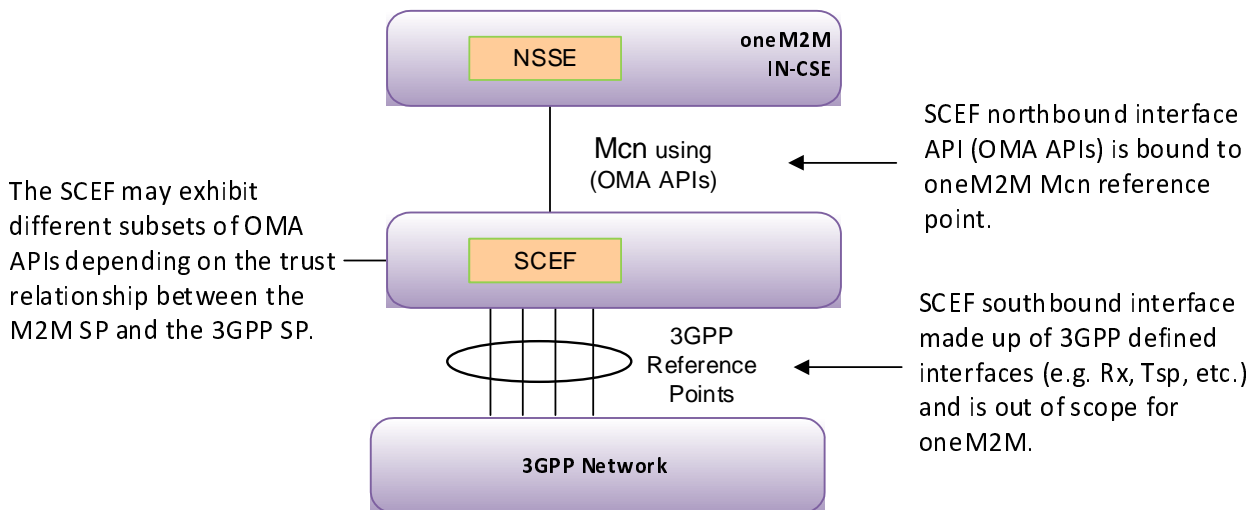 NSSE
oneM2M
IN-CSE
Mcn using
(OMA APIs)
SCEF northbound interface
API (OMA APIs) is bound to
oneM2M Mcn reference
point.
The SCEF may exhibit
different subsets of OMA
APIs depending on the trust
relationship between the
M2M SP and the 3GPP SP.
SCEF
3GPP
Reference
Points
SCEF southbound interface
made up of 3GPP defined
interfaces (e.g. Rx, Tsp, etc.)
and is out of scope for
oneM2M.
3GPP Network